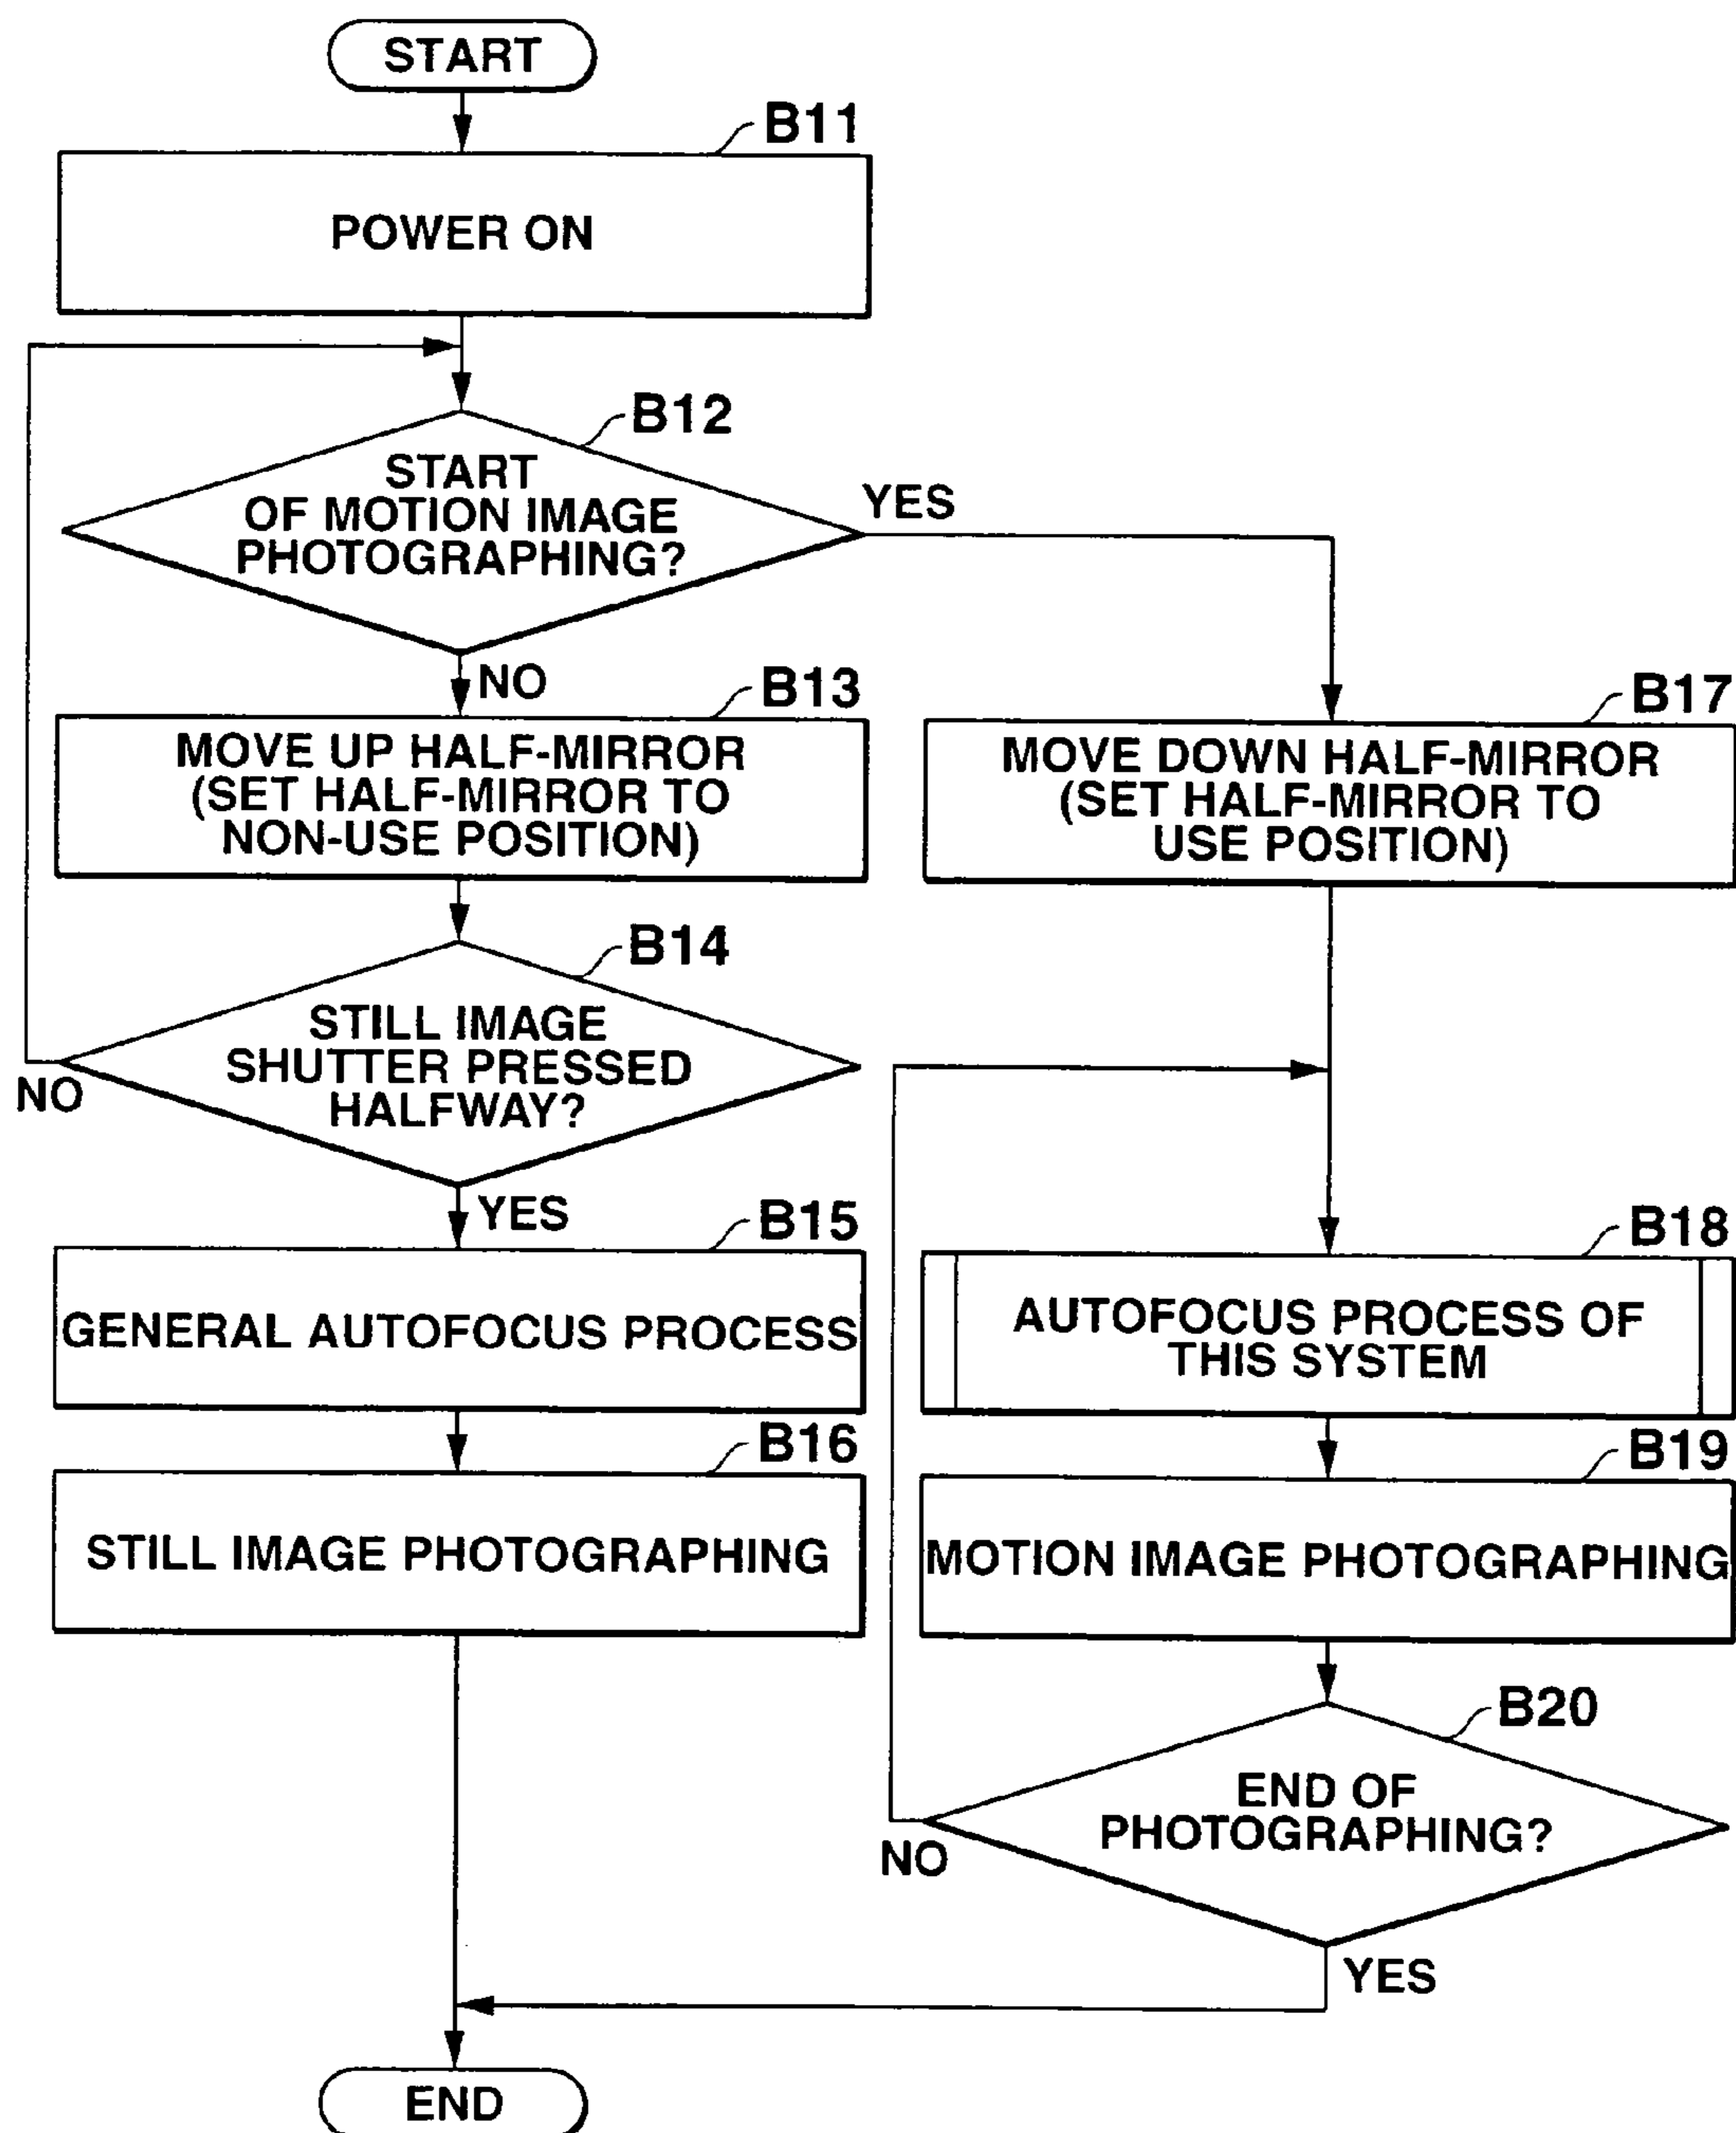 START
B11
POWER ON
B12
START
OF MOTION IMAGE
PHOTOGRAPHING?
YES
NO
B13
MOVE UP HALF-MIRROR
(SET HALF-MIRROR TO
NON-USE POSITION)
B17
MOVE DOWN HALF-MIRROR
(SET HALF-MIRROR TO
USE POSITION)
B14
STILL IMAGE
SHUTTER PRESSED
HALFWAY?
NO
YES
B15
GENERAL AUTOFOCUS PROCESS
B18
AUTOFOCUS PROCESS OF
THIS SYSTEM
B16
STILL IMAGE PHOTOGRAPHING
B19
MOTION IMAGE PHOTOGRAPHING
B20
END OF
PHOTOGRAPHING?
NO
YES
END